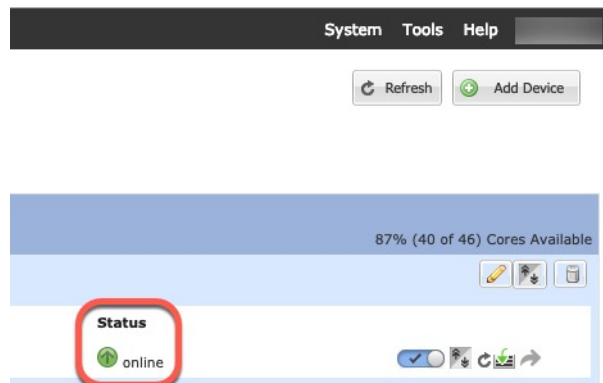 System Tools Help
Refresh Add Device
87% (40 of 46) Cores Available
Status
online